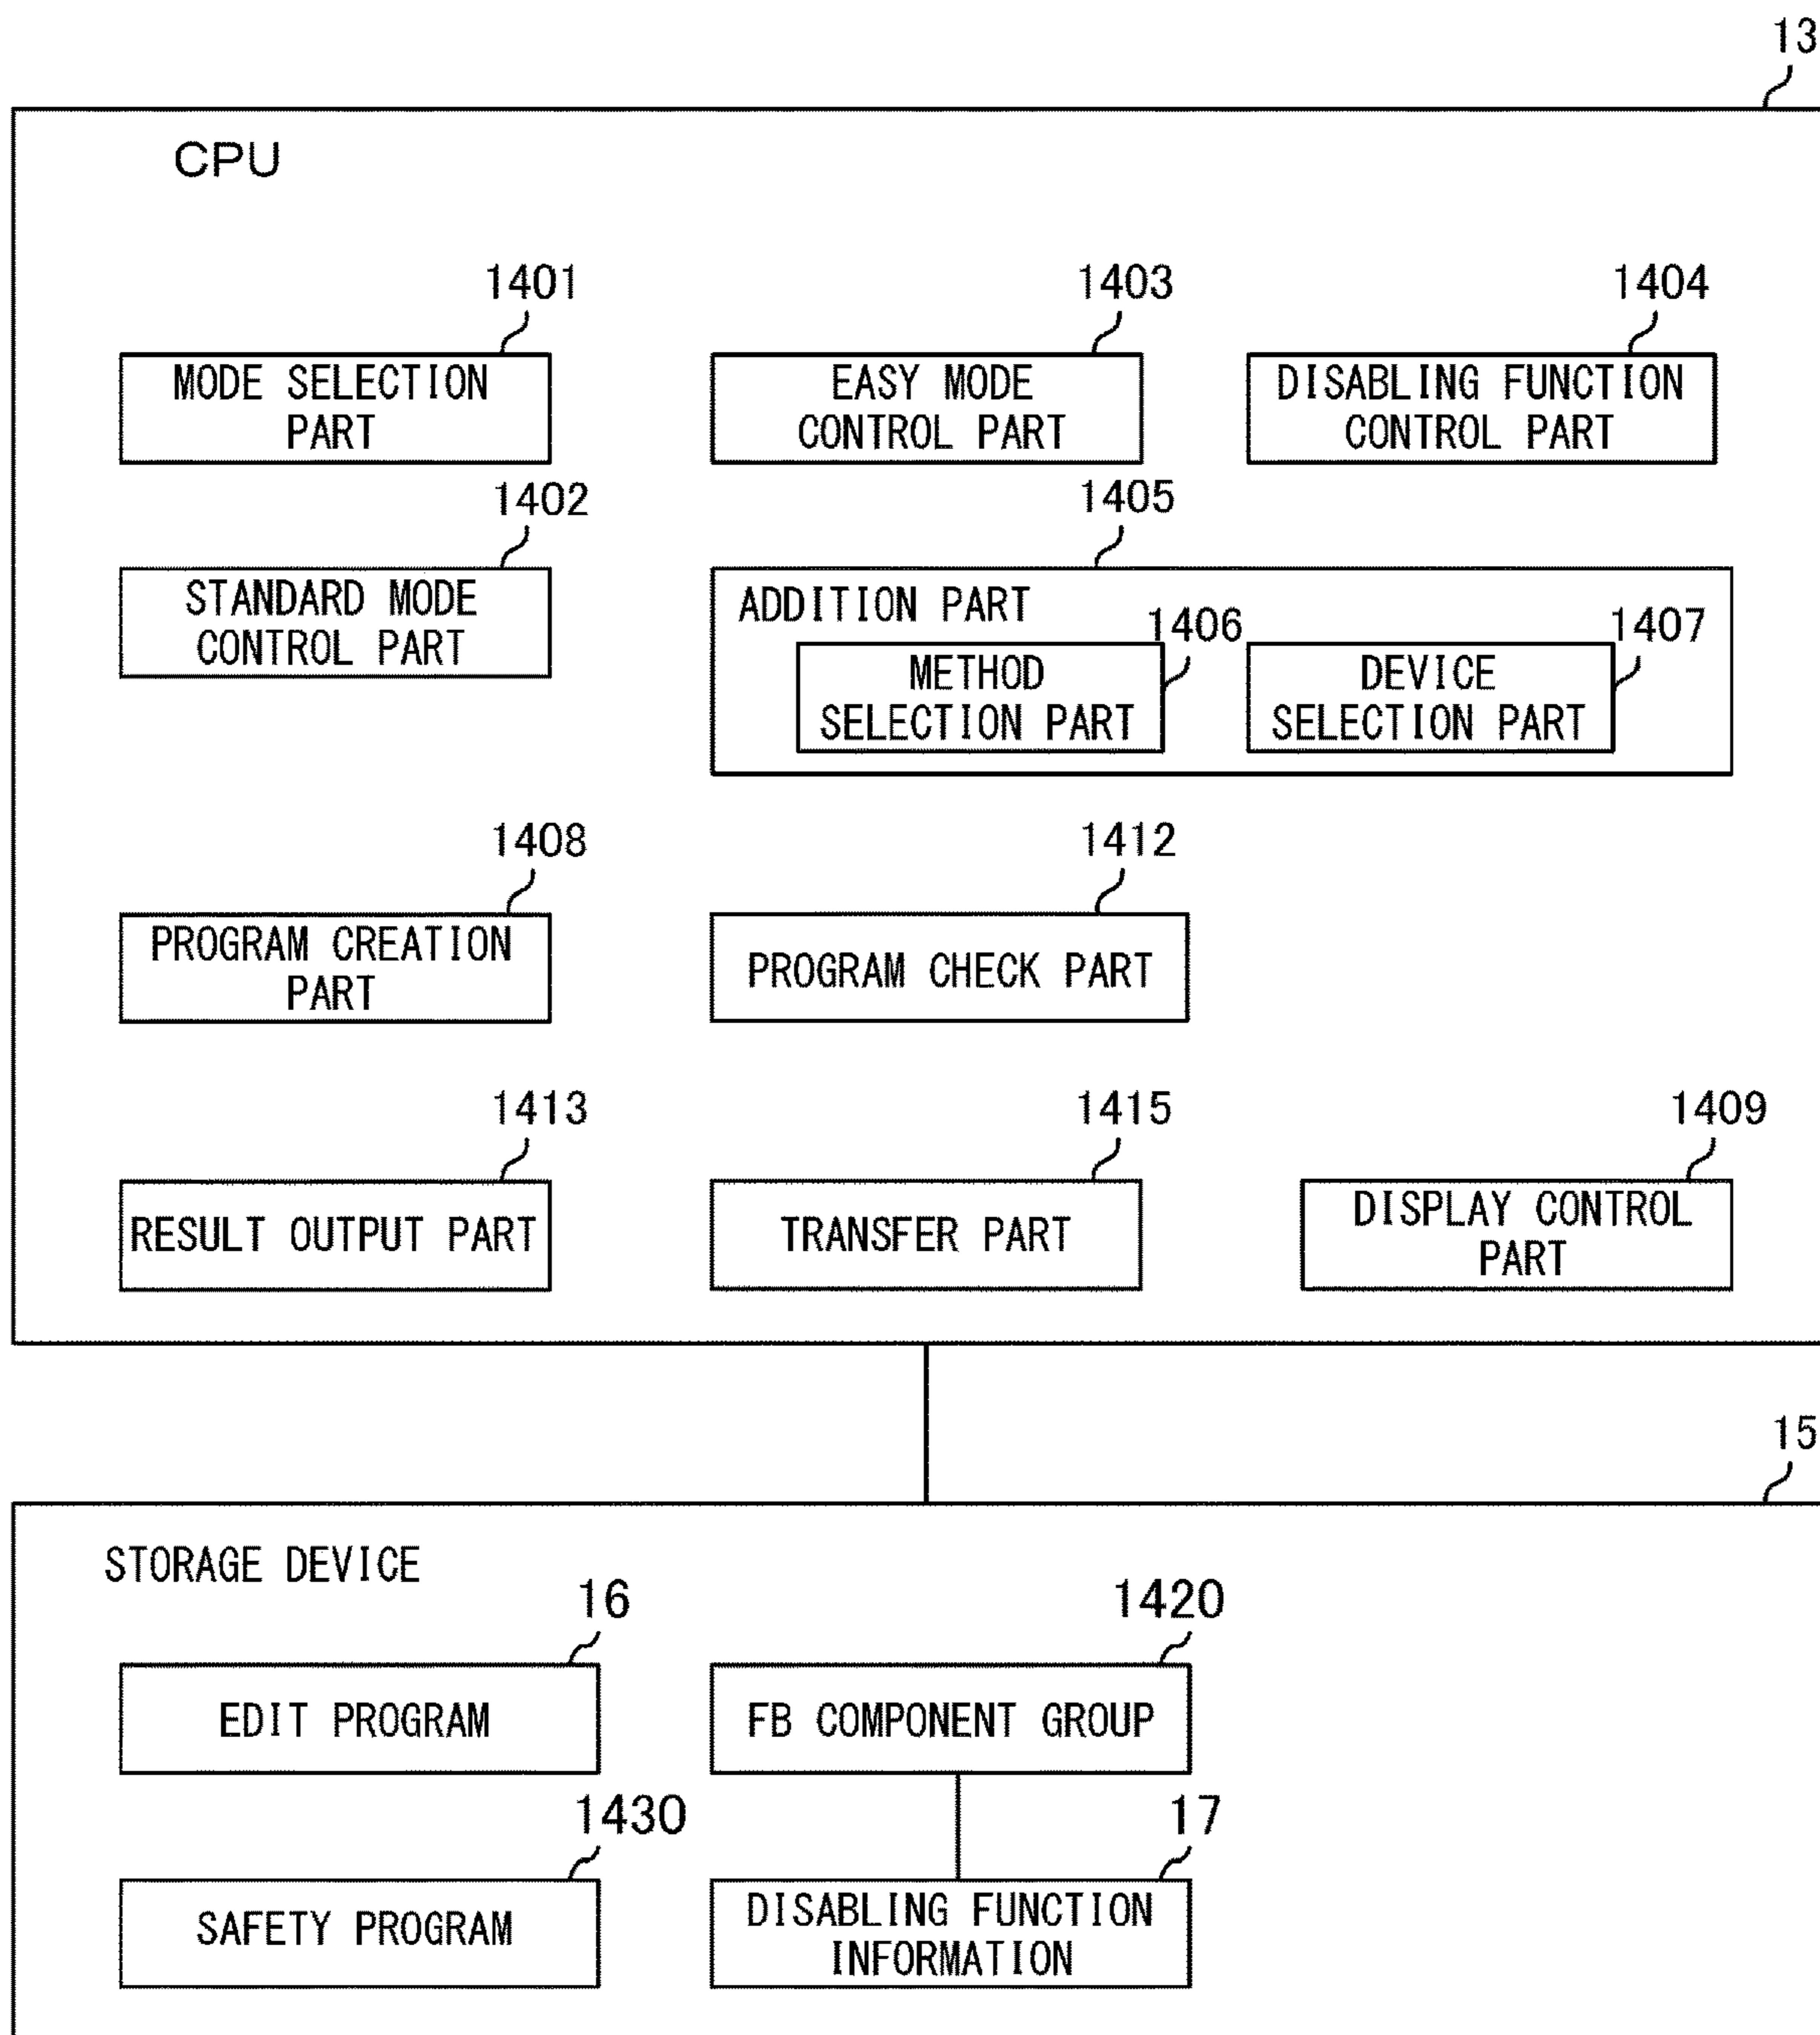 13
CPU
1401
MODE SELECTION
PART
1403
EASY MODE
CONTROL PART
1404
DISABLING FUNCTION
CONTROL PART
1402
STANDARD MODE
CONTROL PART
1405
ADDITION PART
1406
METHOD
SELECTION PART
1407
DEVICE
SELECTION PART
1408
PROGRAM CREATION
PART
1412
PROGRAM CHECK PART
1413
RESULT OUTPUT PART
1415
TRANSFER PART
1409
DISPLAY CONTROL
PART
15
STORAGE DEVICE
16
EDIT PROGRAM
1420
FB COMPONENT GROUP
1430
SAFETY PROGRAM
17
DISABLING FUNCTION
INFORMATION